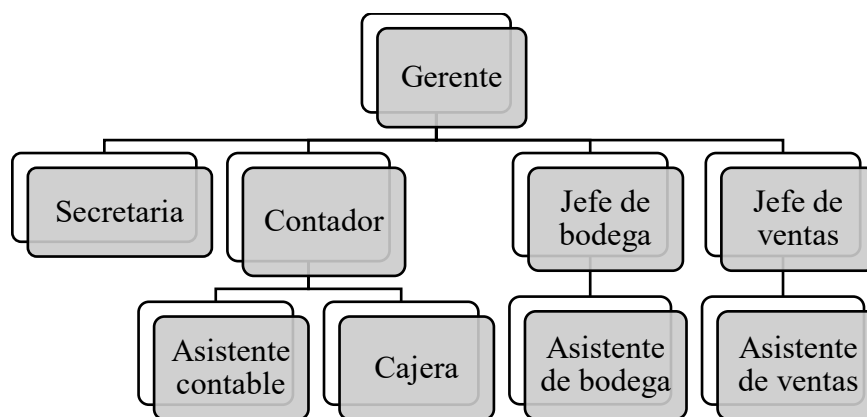 Gerente
Secretaria
Contador
Jefe de
bodega
Jefe de
ventas
Asistente
contable
Cajera
Asistente
de bodega
Asistente
de ventas